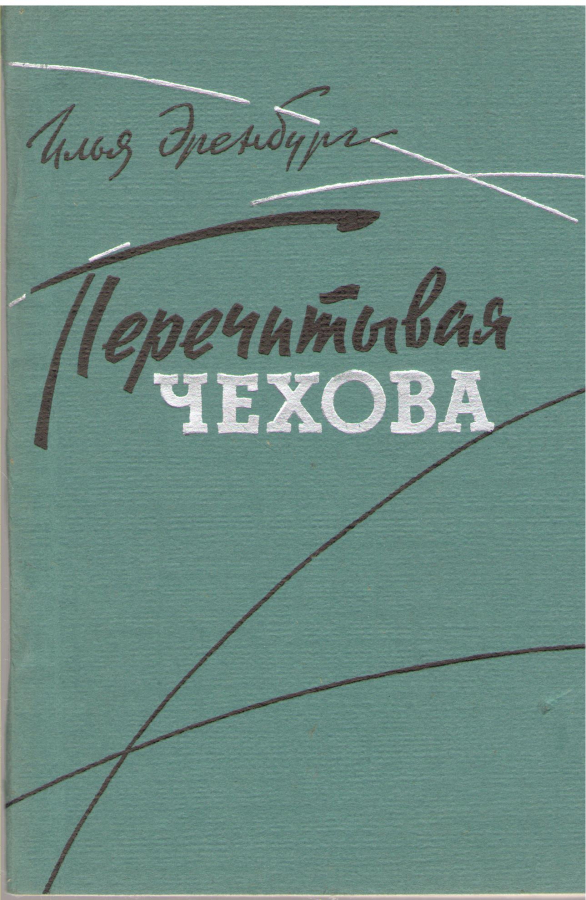 Илья Эренбург
Перечитывая
ЧЕХОВА